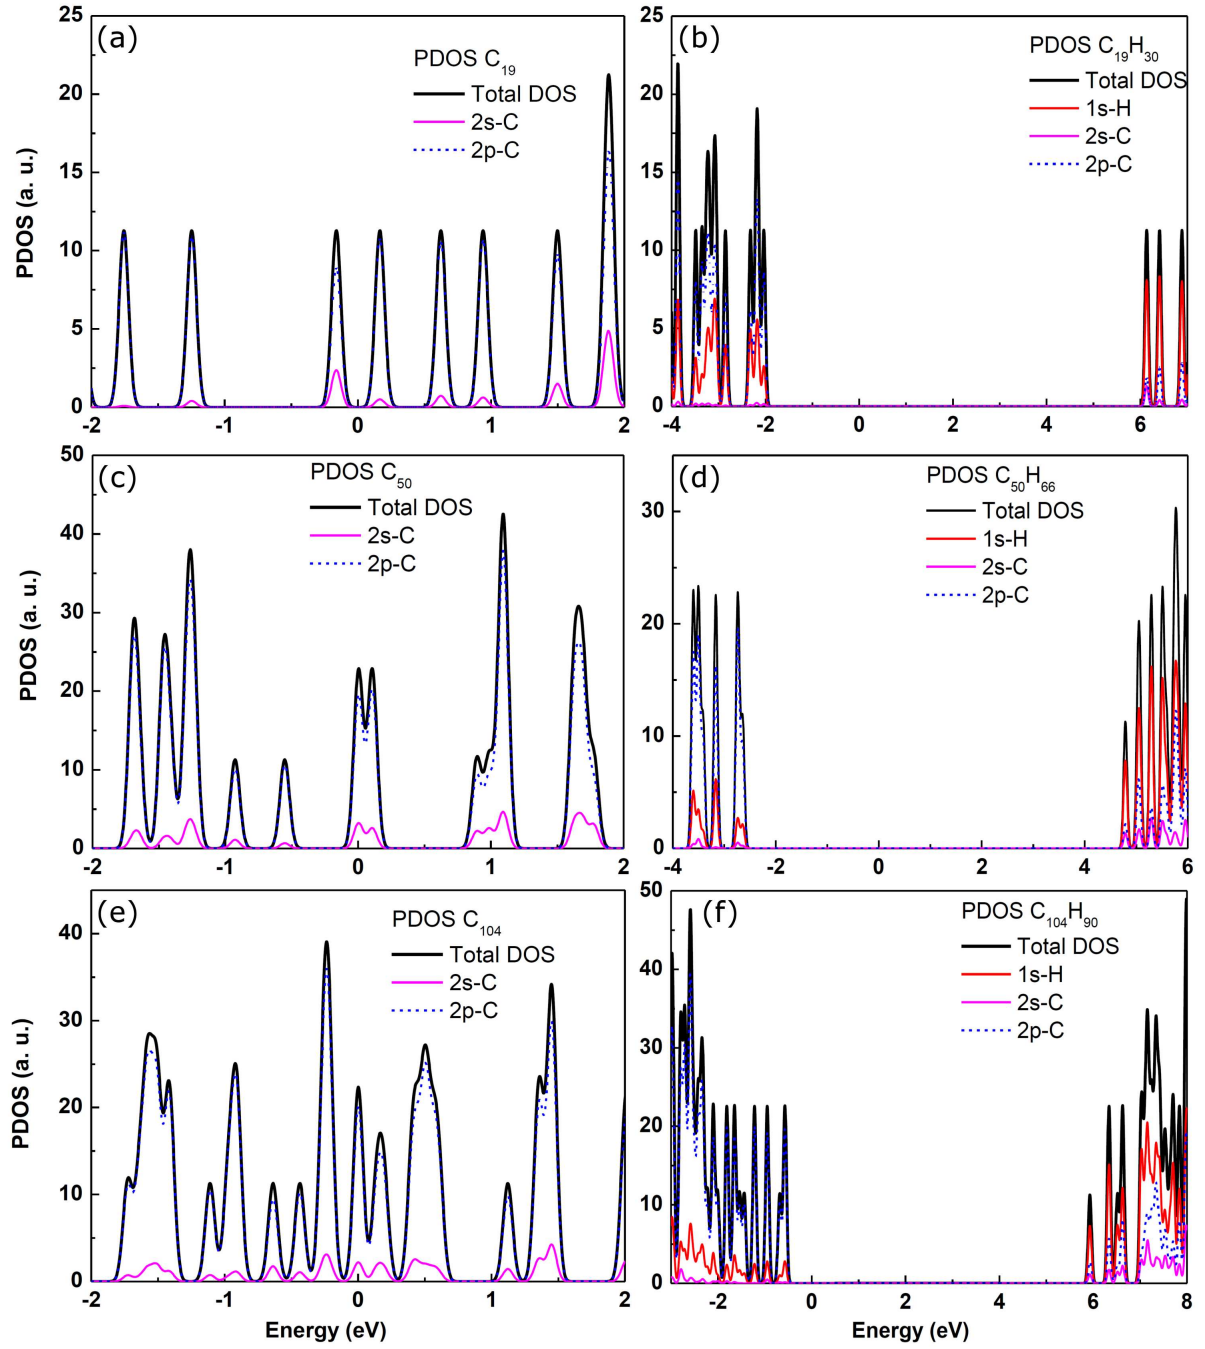 (a)
PDOS C19
Total DOS
2s-C
2p-C
25
20
15
10
5
0
-2
-1
0
1
2
PDOS (a. u.)
(b)
PDOS C19H30
Total DOS
1s-H
2s-C
2p-C
25
20
15
10
5
0
-4
-2
0
2
4
6
(c)
PDOS C50
Total DOS
2s-C
2p-C
50
40
30
20
10
0
-2
-1
0
1
2
PDOS (a. u.)
(d)
PDOS C50H66
Total DOS
1s-H
2s-C
2p-C
30
20
10
0
-4
-2
0
2
4
6
(e)
PDOS C104
Total DOS
2s-C
2p-C
40
30
20
10
0
-2
-1
0
1
2
PDOS (a. u.)
Energy (eV)
(f)
PDOS C104H90
Total DOS
1s-H
2s-C
2p-C
50
40
30
20
10
0
-2
0
2
4
6
8
Energy (eV)